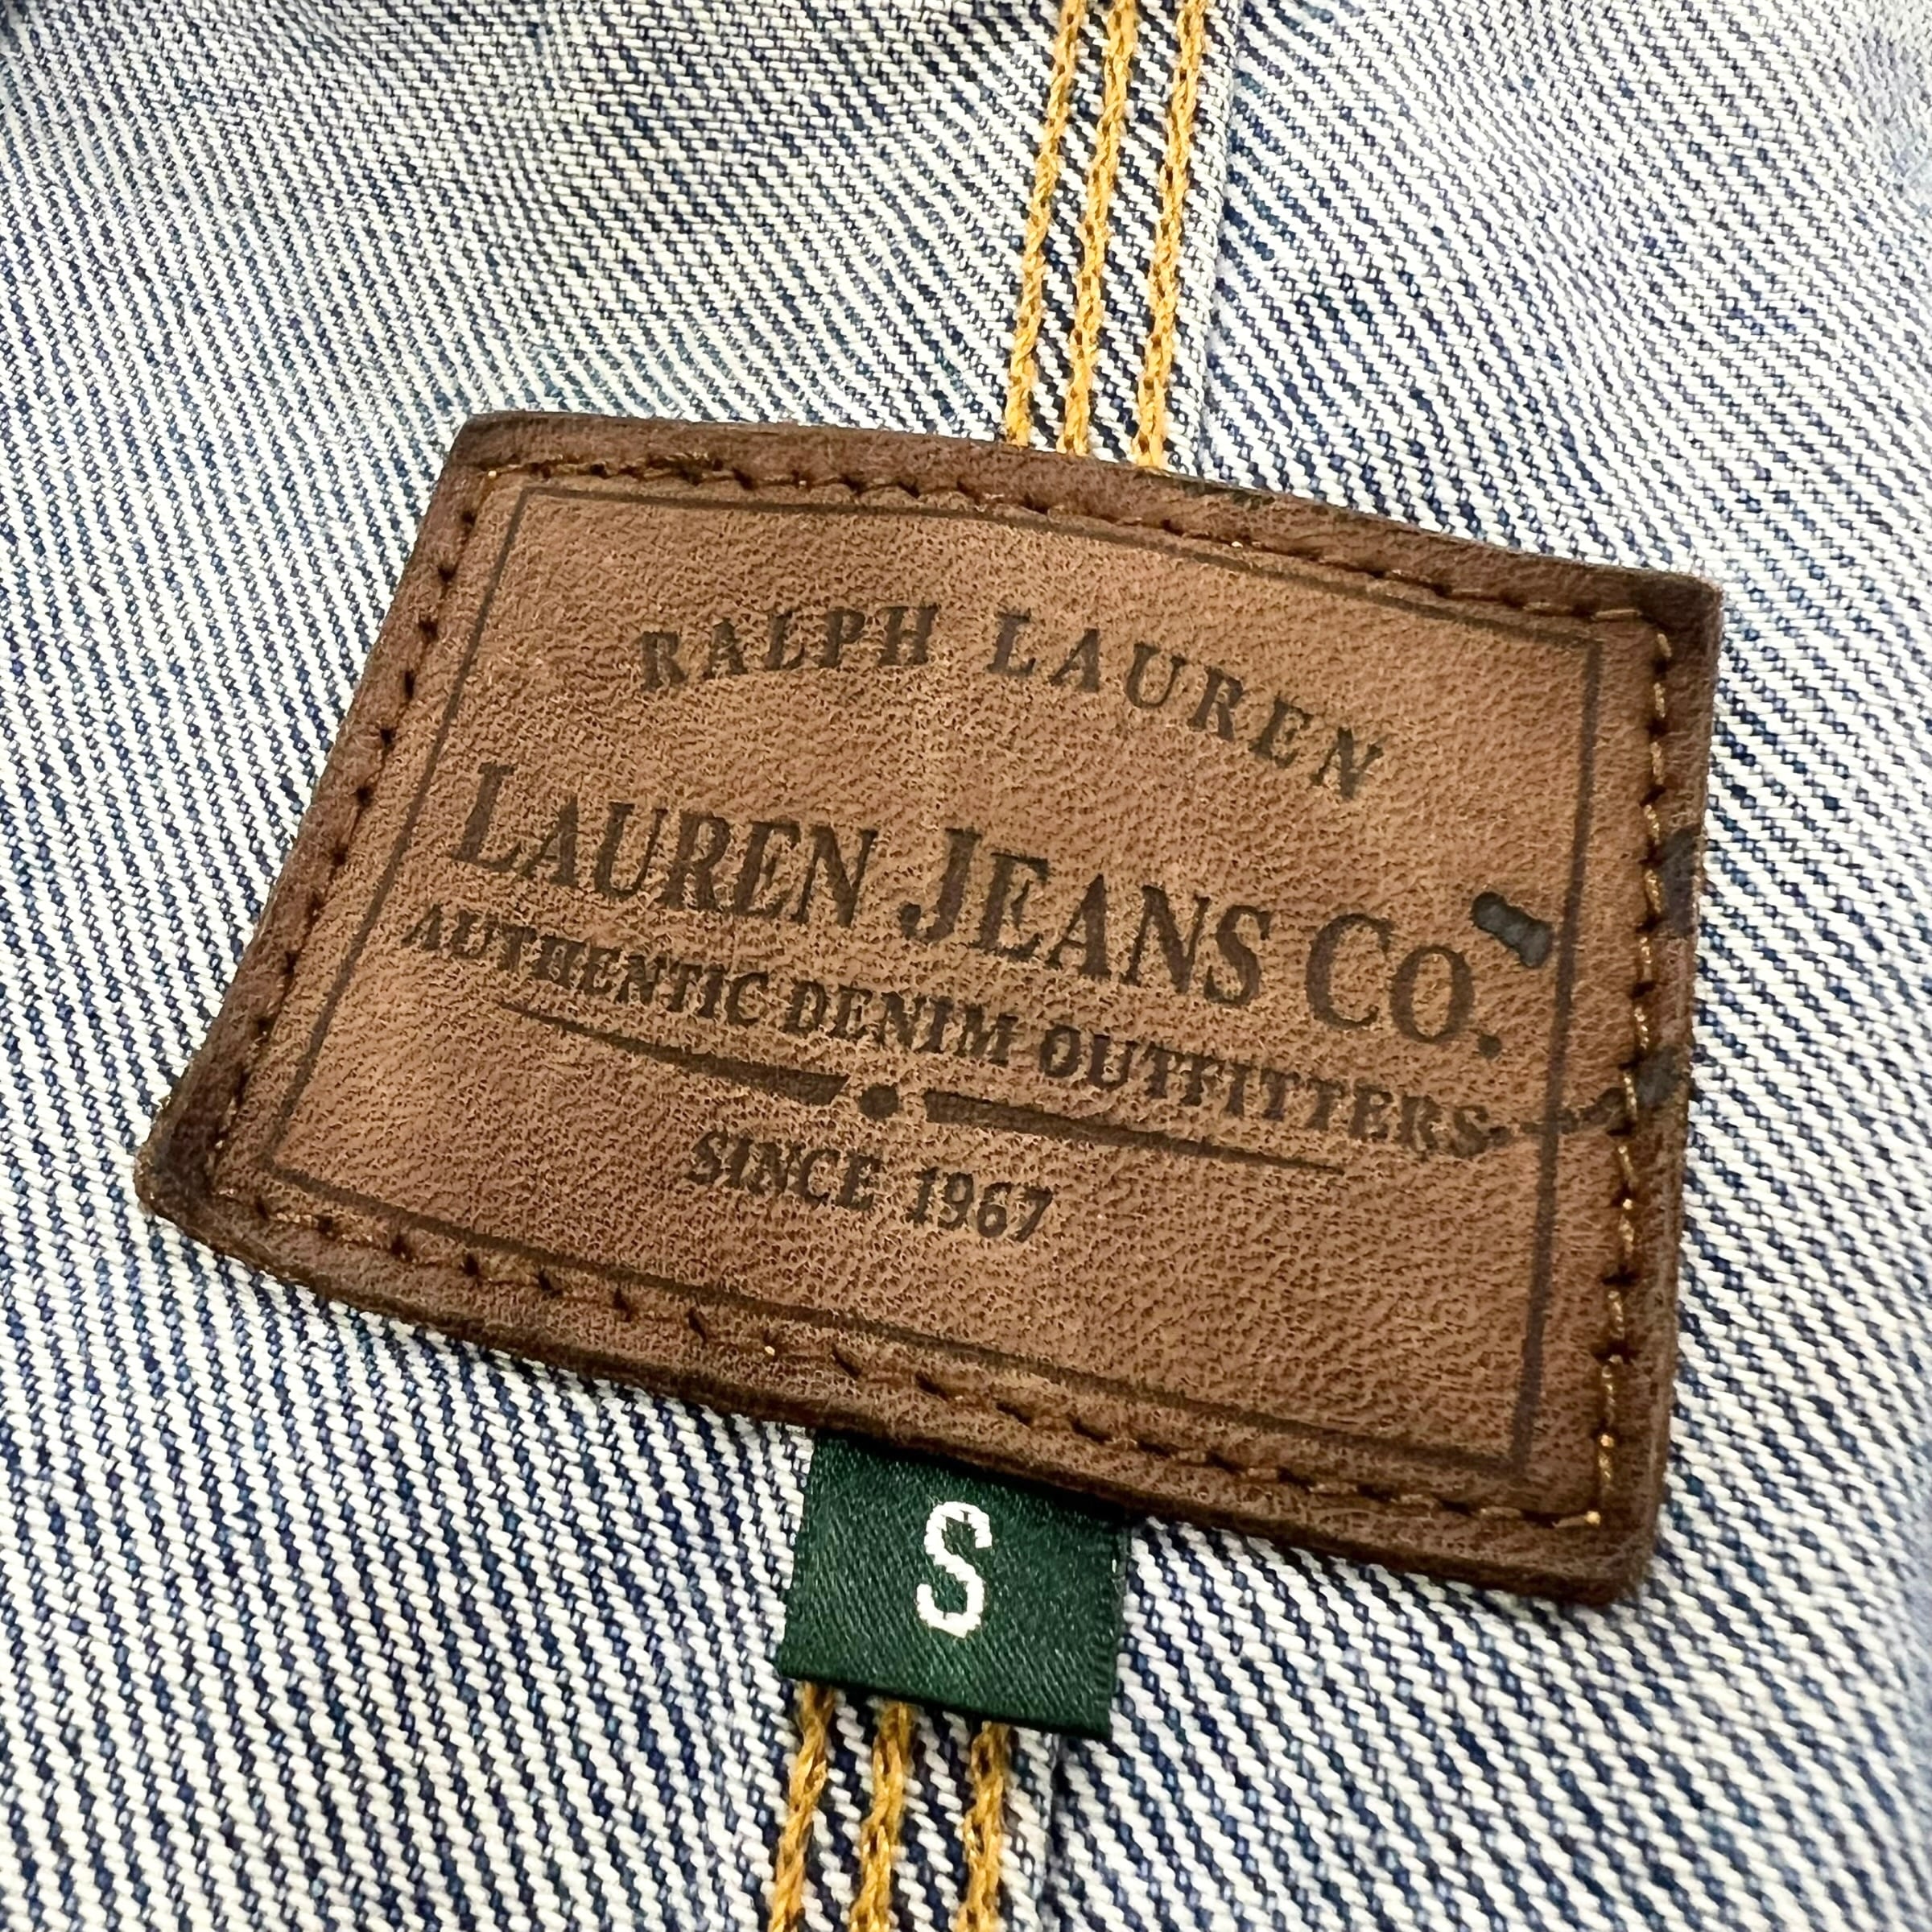 RALPH LAUREN
LAUREN JEANS CO.
AUTHENTIC DENIM OUTFITTERS
SINCE 1967
S